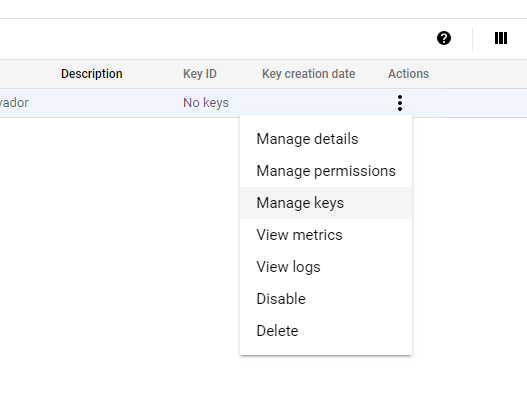 Description Key ID Key creation date Actions
vador No keys
Manage details
Manage permissions
Manage keys
View metrics
View logs
Disable
Delete